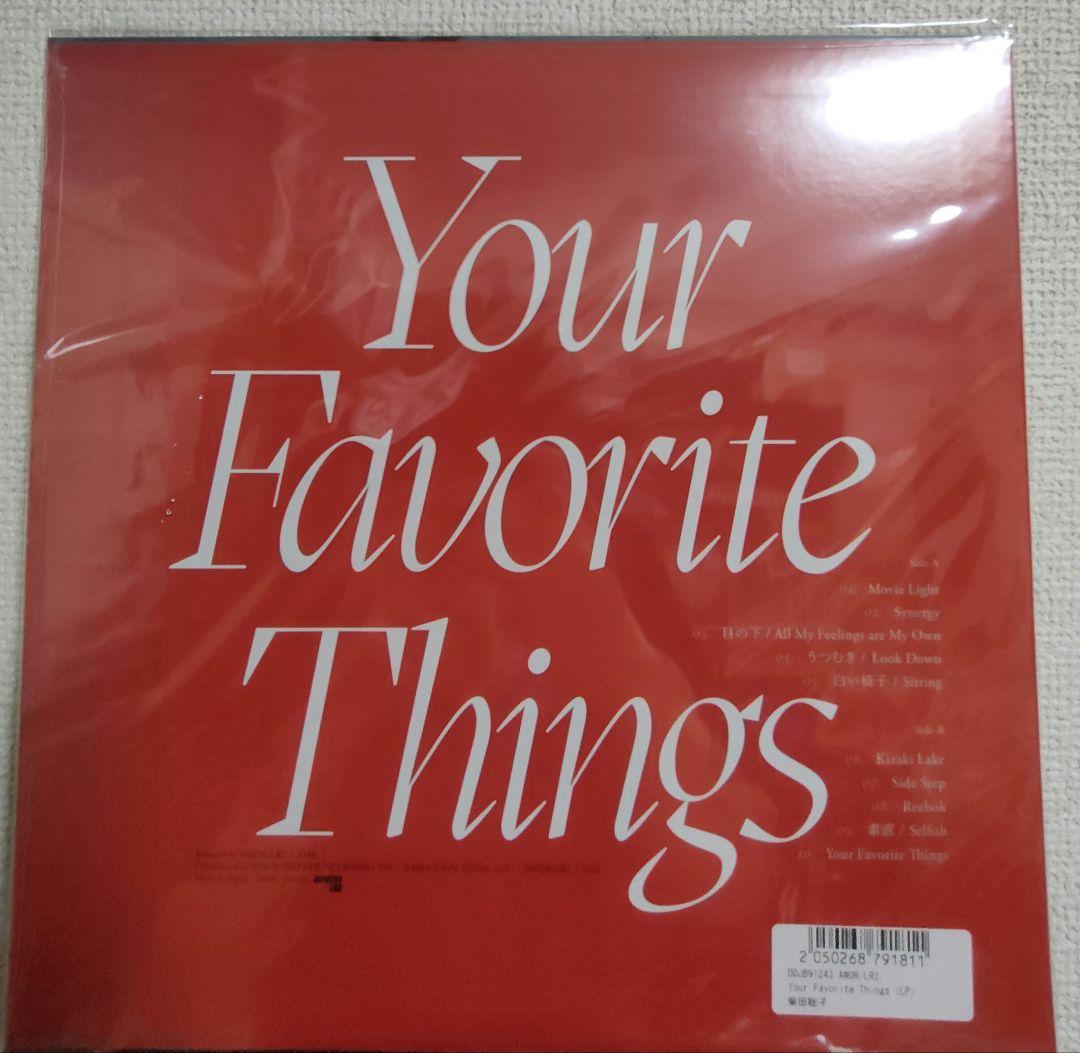 Your
Favorite
Things
Side-A
01. Movie Light
02. Synergy
03. 目の下 / All My Feelings are My Own
04. うつむき / Look Down
05. 白い椅子 / Sitting
Side-B
06. Kizaki Lake
07. Side Step
08. Reebok
09. 素直 / Selfish
10. Your Favorite Things
2 050268 791811
DDJB91243 AWDR/LR2
Your Favorite Things (LP)
柴田聡子